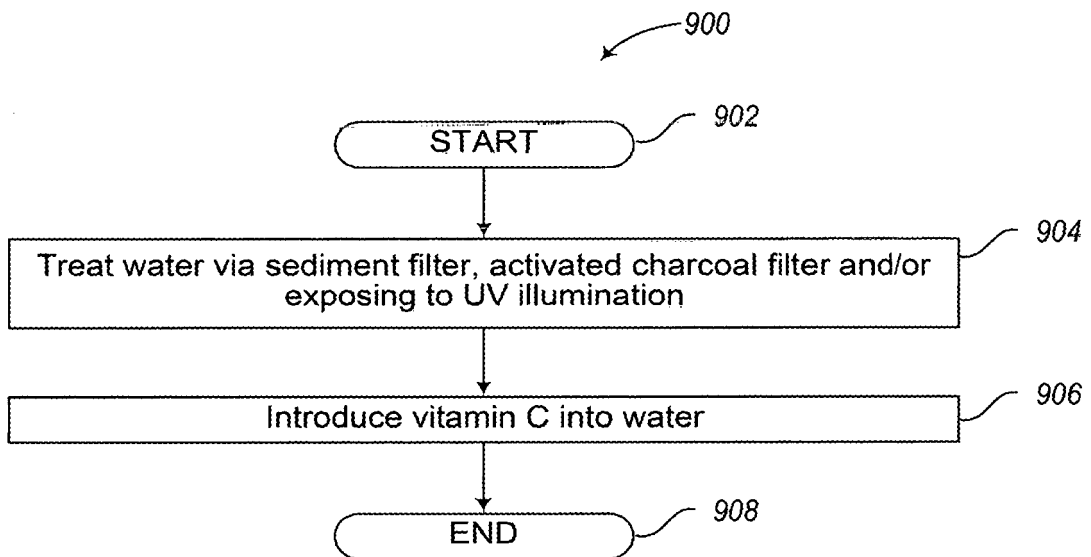 900
START
902
Treat water via sediment filter, activated charcoal filter and/or
exposing to UV illumination
904
Introduce vitamin C into water
906
END
908